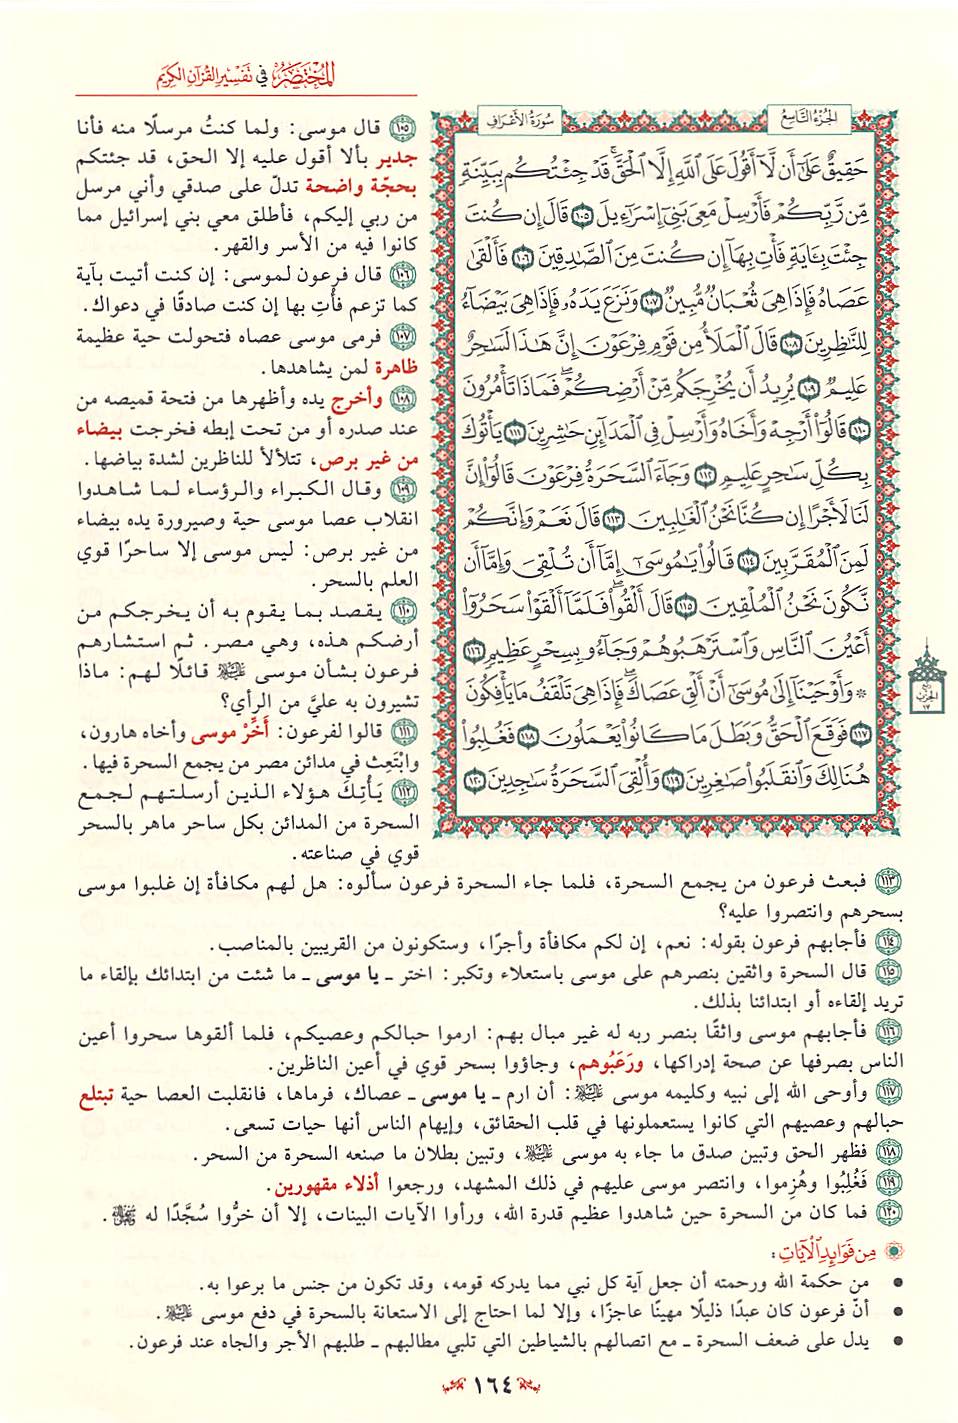 المختصر في تفسير القرآن الكريم
الجزء التاسع
سورة الأعراف
حَقِيقٌ عَلَىٰٓ أَن لَّآ أَقُولَ عَلَى ٱللَّهِ إِلَّا ٱلْحَقَّۚ قَدْ جِئْتُكُم بِبَيِّنَةٍ
مِّن رَّبِّكُمْ فَأَرْسِلْ مَعِيَ بَنِيٓ إِسْرَٰٓءِيلَ ١٠٥ قَالَ إِن كُنتَ
جِئْتَ بِـَٔايَةٍ فَأْتِ بِهَآ إِن كُنتَ مِنَ ٱلصَّٰدِقِينَ ١٠٦ فَأَلْقَىٰ
عَصَاهُ فَإِذَا هِيَ ثُعْبَانٌ مُّبِينٌ ١٠٧ وَنَزَعَ يَدَهُۥ فَإِذَا هِيَ بَيْضَآءُ
لِلنَّٰظِرِينَ ١٠٨ قَالَ ٱلْمَلَأُ مِن قَوْمِ فِرْعَوْنَ إِنَّ هَٰذَا لَسَٰحِرٌ
عَلِيمٌ ١٠٩ يُرِيدُ أَن يُخْرِجَكُم مِّنْ أَرْضِكُمْۖ فَمَاذَا تَأْمُرُونَ
١١٠ قَالُوٓا۟ أَرْجِهْ وَأَخَاهُ وَأَرْسِلْ فِي ٱلْمَدَآئِنِ حَٰشِرِينَ ١١١ يَأْتُوكَ
بِكُلِّ سَٰحِرٍ عَلِيمٍ ١١٢ وَجَآءَ ٱلسَّحَرَةُ فِرْعَوْنَ قَالُوٓا۟ إِنَّ
لَنَا لَأَجْرًا إِن كُنَّا نَحْنُ ٱلْغَٰلِبِينَ ١١٣ قَالَ نَعَمْ وَإِنَّكُمْ
لَمِنَ ٱلْمُقَرَّبِينَ ١١٤ قَالُوا۟ يَٰمُوسَىٰٓ إِمَّآ أَن تُلْقِيَ وَإِمَّآ أَن
نَّكُونَ نَحْنُ ٱلْمُلْقِينَ ١١٥ قَالَ أَلْقُوا۟ۖ فَلَمَّآ أَلْقَوْا۟ سَحَرُوٓا۟
أَعْيُنَ ٱلنَّاسِ وَٱسْتَرْهَبُوهُمْ وَجَآءُو بِسِحْرٍ عَظِيمٍ ١١٦
۞ وَأَوْحَيْنَآ إِلَىٰ مُوسَىٰٓ أَنْ أَلْقِ عَصَاكَۖ فَإِذَا هِيَ تَلْقَفُ مَا يَأْفِكُونَ
١١٧ فَوَقَعَ ٱلْحَقُّ وَبَطَلَ مَا كَانُوا۟ يَعْمَلُونَ ١١٨ فَغُلِبُوا۟
هُنَالِكَ وَٱنقَلَبُوا۟ صَٰغِرِينَ ١١٩ وَأُلْقِيَ ٱلسَّحَرَةُ سَٰجِدِينَ ١٢٠
ربع
الحزب
١٧
١٠٥ قال موسى: ولما كنتُ مرسلًا منه فأنا
جدير بألا أقول عليه إلا الحق، قد جئتكم
بحجّة واضحة تدلّ على صدقي وأني مرسل
من ربي إليكم، فأطلق معي بني إسرائيل مما
كانوا فيه من الأسر والقهر.
١٠٦ قال فرعون لموسى: إن كنت أتيت بآية
كما تزعم فأتِ بها إن كنت صادقًا في دعواك.
١٠٧ فرمى موسى عصاه فتحولت حية عظيمة
ظاهرة لمن يشاهدها.
١٠٨ وأخرج يده وأظهرها من فتحة قميصه من
عند صدره أو من تحت إبطه فخرجت بيضاء
من غير برص، تتلألأ للناظرين لشدة بياضها.
١٠٩ وقال الكبراء والرؤساء لما شاهدوا
انقلاب عصا موسى حية وصيرورة يده بيضاء
من غير برص: ليس موسى إلا ساحرًا قوي
العلم بالسحر.
١١٠ يقصد بما يقوم به أن يخرجكم من
أرضكم هذه، وهي مصر. ثم استشارهم
فرعون بشأن موسى عليه السلام قائلًا لهم: ماذا
تشيرون به عليَّ من الرأي؟
١١١ قالوا لفرعون: أَخِّرْ موسى وأخاه هارون،
وابْتَعِث في مدائن مصر من يجمع السحرة فيها.
١١٢ يَأْتِكَ هؤلاء الذين أرسلتهم لجمع
السحرة من المدائن بكل ساحر ماهر بالسحر
قوي في صناعته.
١١٣ فبعث فرعون من يجمع السحرة، فلما جاء السحرة فرعون سألوه: هل لهم مكافأة إن غلبوا موسى
بسحرهم وانتصروا عليه؟
١١٤ فأجابهم فرعون بقوله: نعم، إن لكم مكافأة وأجرًا، وستكونون من القريبين بالمناصب.
١١٥ قال السحرة واثقين بنصرهم على موسى باستعلاء وتكبر: اختر ـ يا موسى ـ ما شئت من ابتدائك بإلقاء ما
تريد إلقاءه أو ابتدائنا بذلك.
١١٦ فأجابهم موسى واثقًا بنصر ربه له غير مبال بهم: ارموا حبالكم وعصيكم، فلما ألقوها سحروا أعين
الناس بصرفها عن صحة إدراكها، ورَعَبُوهم، وجاؤوا بسحر قوي في أعين الناظرين.
١١٧ وأوحى الله إلى نبيه وكليمه موسى عليه السلام: أن ارم ـ يا موسى ـ عصاك، فرماها، فانقلبت العصا حية تبتلع
حبالهم وعصيهم التي كانوا يستعملونها في قلب الحقائق، وإيهام الناس أنها حيات تسعى.
١١٨ فظهر الحق وتبين صدق ما جاء به موسى عليه السلام، وتبين بطلان ما صنعه السحرة من السحر.
١١٩ فَغُلِبُوا وهُزِموا، وانتصر موسى عليهم في ذلك المشهد، ورجعوا أذلاء مقهورين.
١٢٠ فما كان من السحرة حين شاهدوا عظيم قدرة الله، ورأوا الآيات البينات، إلا أن خرُّوا سُجَّدًا له .
من فوائد الآيات:
• من حكمة الله ورحمته أن جعل آية كل نبي مما يدركه قومه، وقد تكون من جنس ما برعوا به.
• أنّ فرعون كان عبدًا ذليلًا مهينًا عاجزًا، وإلا لما احتاج إلى الاستعانة بالسحرة في دفع موسى عليه السلام.
• يدل على ضعف السحرة ـ مع اتصالهم بالشياطين التي تلبي مطالبهم ـ طلبهم الأجر والجاه عند فرعون.
١٦٤